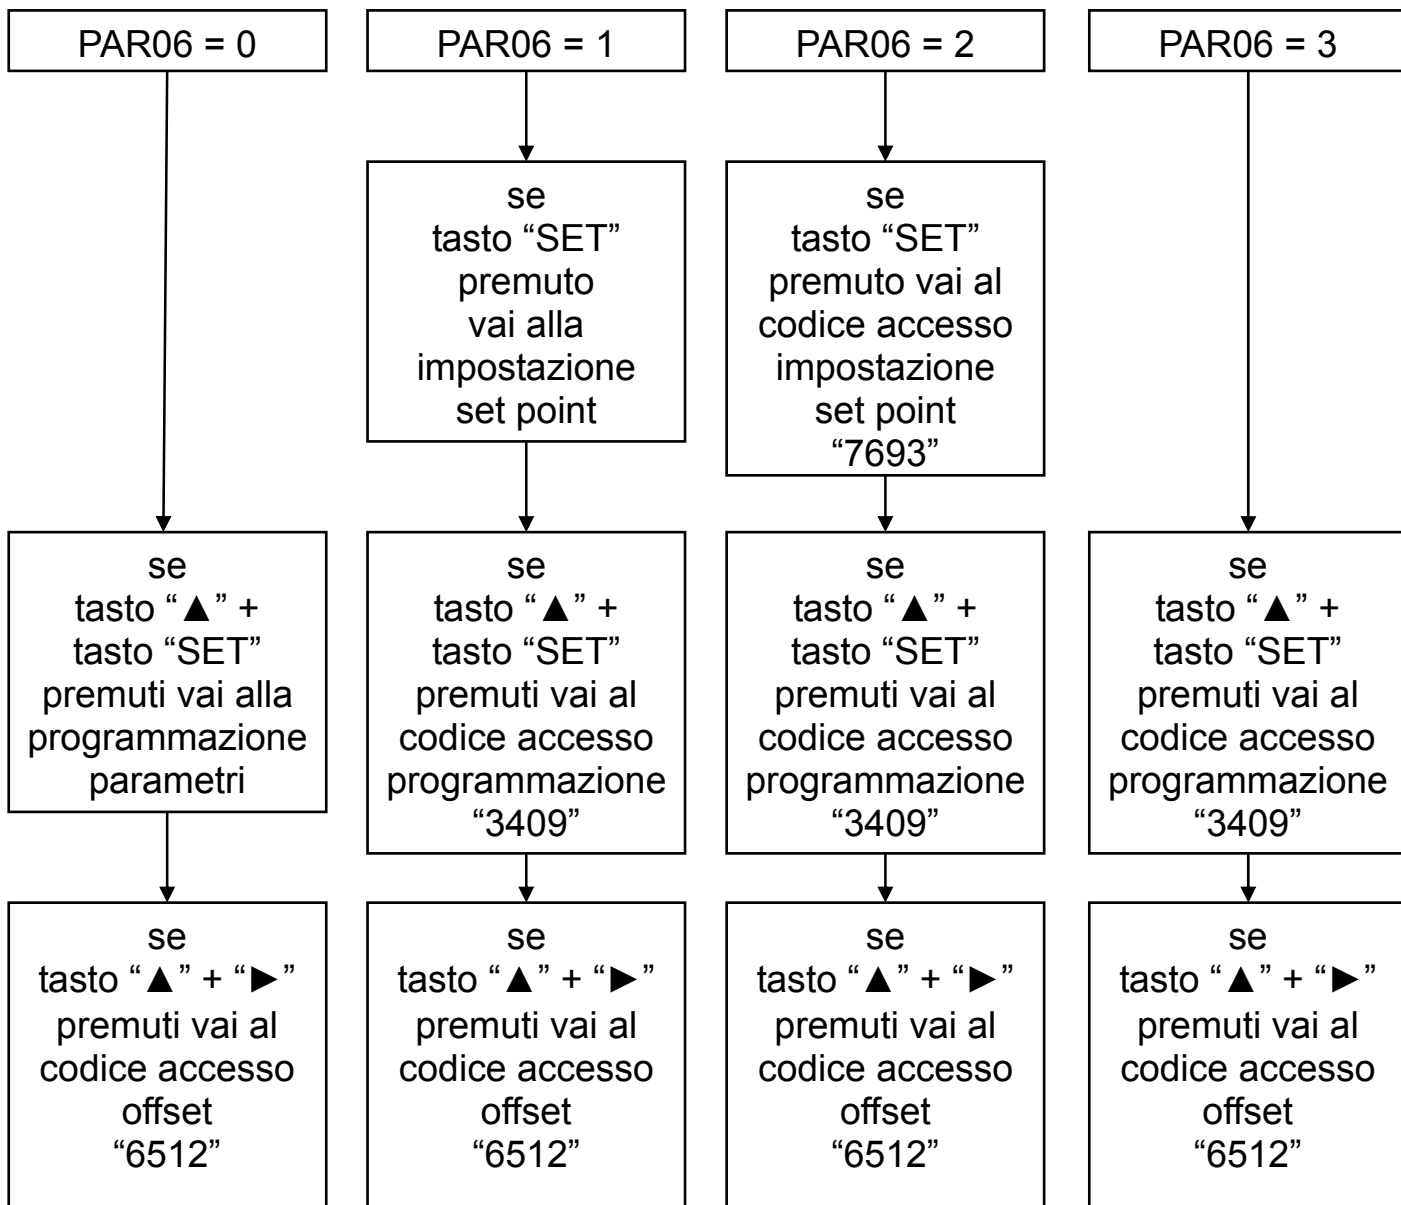 PAR06 = 0
PAR06 = 1
PAR06 = 2
PAR06 = 3
se
tasto “SET”
premuto
vai alla
impostazione
set point
se
tasto “SET”
premuto vai al
codice accesso
impostazione
set point
“7693”
se
tasto “▲” +
tasto “SET”
premuti vai alla
programmazione
parametri
se
tasto “▲” +
tasto “SET”
premuti vai al
codice accesso
programmazione
“3409”
se
tasto “▲” +
tasto “SET”
premuti vai al
codice accesso
programmazione
“3409”
se
tasto “▲” +
tasto “SET”
premuti vai al
codice accesso
programmazione
“3409”
se
tasto “▲” + “►”
premuti vai al
codice accesso
offset
“6512”
se
tasto “▲” + “►”
premuti vai al
codice accesso
offset
“6512”
se
tasto “▲” + “►”
premuti vai al
codice accesso
offset
“6512”
se
tasto “▲” + “►”
premuti vai al
codice accesso
offset
“6512”